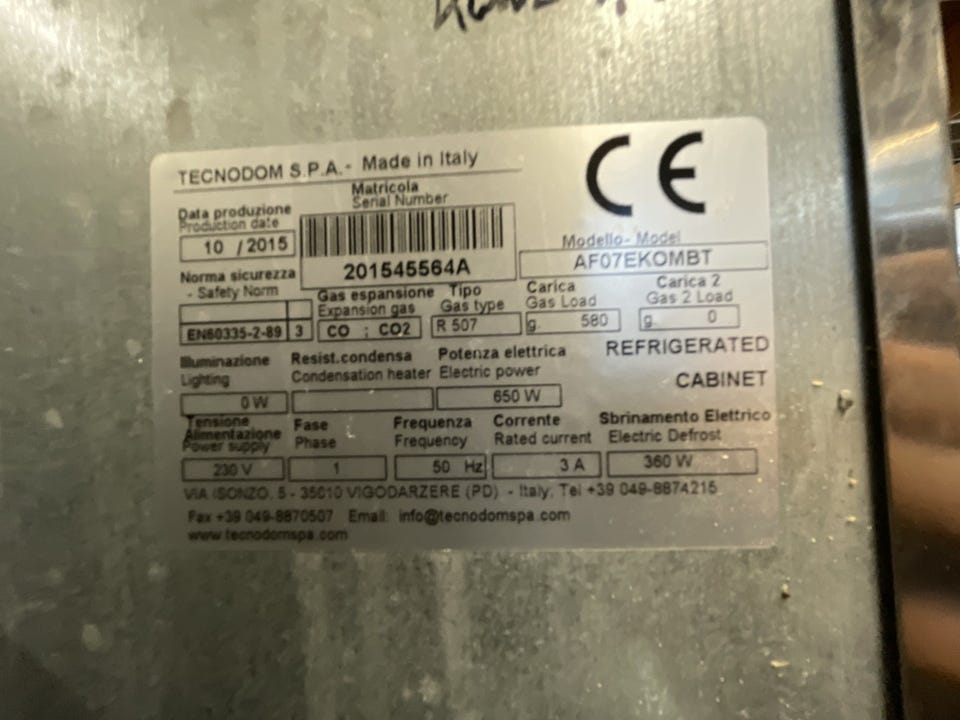 TECNODOM S.P.A. - Made in Italy
CE
Matricola
Serial Number
Data produzione
Production date
10 / 2015
201545564A
Modello - Model
AF07EKOMBT
Norma sicurezza
- Safety Norm
EN60335-2-89 3
Gas espansione
Expansion gas
CO ; CO2
Tipo
Gas type
R 507
Carica
Gas Load
g. 580
Carica 2
Gas 2 Load
g. 0
REFRIGERATED
CABINET
Illuminazione
Lighting
0 W
Resist.condensa
Condensation heater
Potenza elettrica
Electric power
650 W
Tensione
Alimentazione
Power supply
230 V
Fase
Phase
1
Frequenza
Frequency
50 Hz
Corrente
Rated current
3 A
Sbrinamento Elettrico
Electric Defrost
360 W
VIA ISONZO, 5 - 35010 VIGODARZERE (PD) - Italy. Tel +39 049-8874215
Fax +39 049-8870507 Email: info@tecnodomspa.com
www.tecnodomspa.com